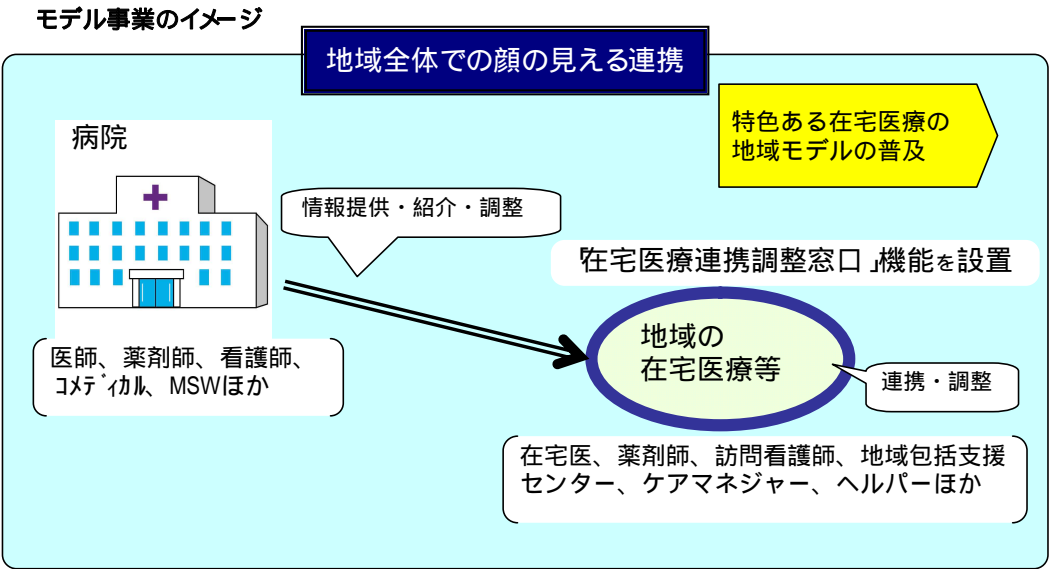 モデル事業のイメージ
地域全体での顔の見える連携
特色ある在宅医療の
地域モデルの普及
病院
情報提供・紹介・調整
「在宅医療連携調整窓口」機能を設置
地域の
在宅医療等
連携・調整
医師、薬剤師、看護師、
ｺﾒﾃﾞｨｶﾙ、MSWほか
在宅医、薬剤師、訪問看護師、地域包括支援
センター、ケアマネジャー、ヘルパーほか